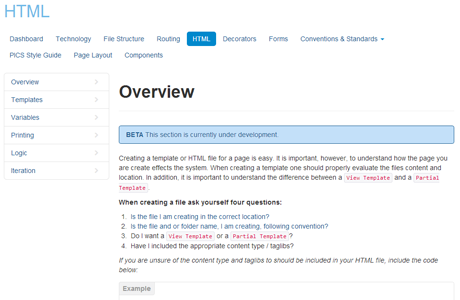 HTML
Dashboard Technology File Structure Routing HTML Decorators Forms Conventions & Standards
PICS Style Guide Page Layout Components
Overview
Templates
Variables
Printing
Logic
Iteration
Overview
BETA This section is currently under development
Creating a template or HTML file for a page is easy. It is important, however, to understand how the page you
are create effects the system. When creating a template one should properly evaluate the files content and
location. In addition, it is important to understand the difference between a View Template and a Partial
Template
When creating a file ask yourself four questions:
1. Is the file I am creating in the correct location?
2. Is the file and or folder name, I am creating, following convention?
3. Do I want a View Template or a Partial Template?
4. Have I included the appropriate content type / taglibs?
If you are unsure of the content type and taglibs to should be included in your HTML file, include the code
below:
Example